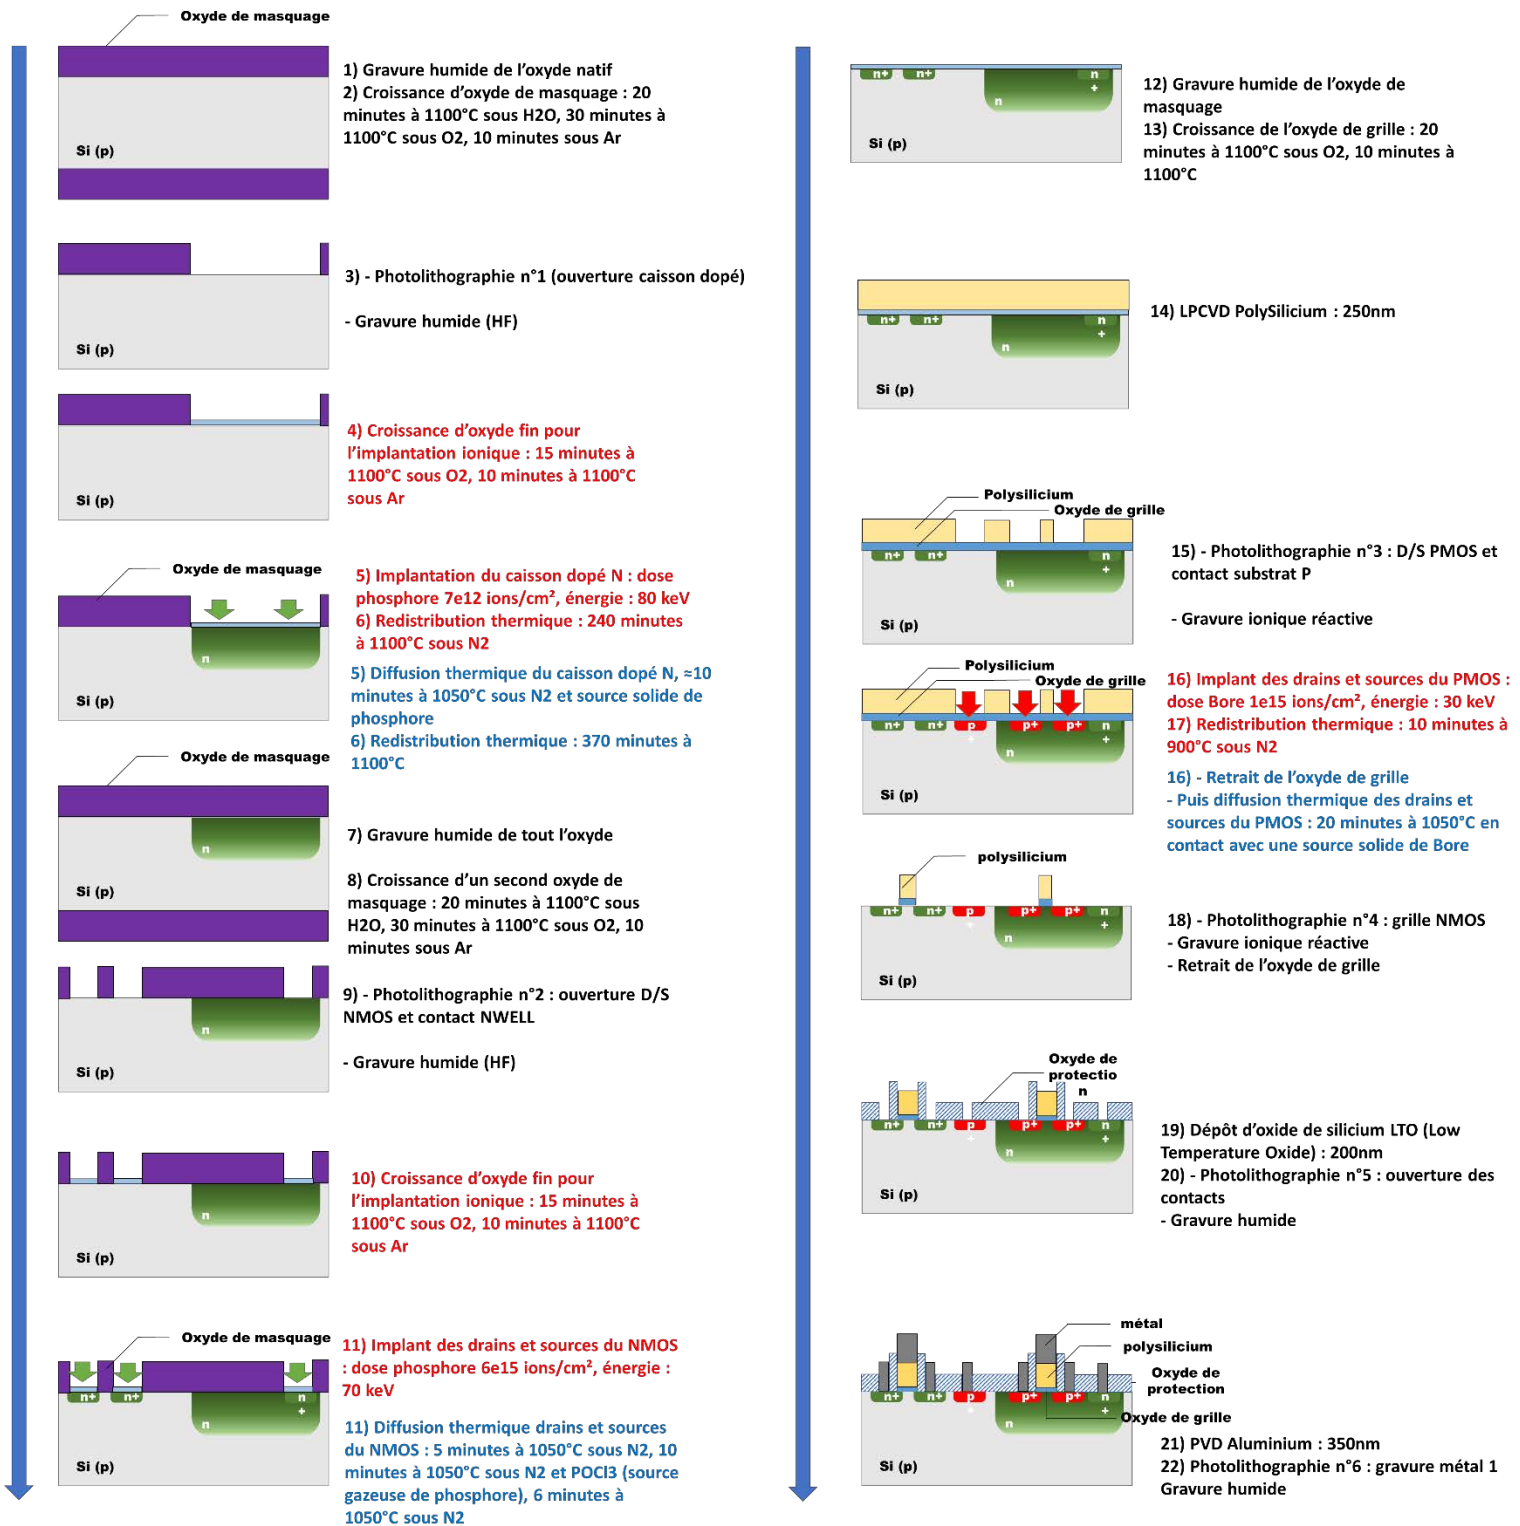 Oxyde de masquage
1) Gravure humide de l'oxyde natif
2) Croissance d'oxyde de masquage : 20
minutes à 1100°C sous H2O, 30 minutes à
1100°C sous O2, 10 minutes sous Ar
Si (p)
3) - Photolithographie n°1 (ouverture caisson dopé)
- Gravure humide (HF)
Si (p)
4) Croissance d'oxyde fin pour
l'implantation ionique : 15 minutes à
1100°C sous O2, 10 minutes à 1100°C
sous Ar
Si (p)
Oxyde de masquage
5) Implantation du caisson dopé N : dose
phosphore 7e12 ions/cm², énergie : 80 keV
6) Redistribution thermique : 240 minutes
à 1100°C sous N2
n
5) Diffusion thermique du caisson dopé N, ≈10
minutes à 1050°C sous N2 et source solide de
phosphore
6) Redistribution thermique : 370 minutes à
1100°C
Si (p)
Oxyde de masquage
n
7) Gravure humide de tout l'oxyde
8) Croissance d'un second oxyde de
masquage : 20 minutes à 1100°C sous
H2O, 30 minutes à 1100°C sous O2, 10
minutes sous Ar
Si (p)
9) - Photolithographie n°2 : ouverture D/S
NMOS et contact NWELL
n
- Gravure humide (HF)
Si (p)
10) Croissance d'oxyde fin pour
l'implantation ionique : 15 minutes à
1100°C sous O2, 10 minutes à 1100°C
sous Ar
n
Si (p)
Oxyde de masquage
11) Implant des drains et sources du NMOS
: dose phosphore 6e15 ions/cm², énergie :
70 keV
n+ n+ n
+
n
11) Diffusion thermique drains et sources
du NMOS : 5 minutes à 1050°C sous N2, 10
minutes à 1050°C sous N2 et POCl3 (source
gazeuse de phosphore), 6 minutes à
1050°C sous N2
Si (p)
n+ n+ n
+
n
12) Gravure humide de l'oxyde de
masquage
13) Croissance de l'oxyde de grille : 20
minutes à 1100°C sous O2, 10 minutes à
1100°C
Si (p)
14) LPCVD PolySilicium : 250nm
n+ n+ n
+
n
Si (p)
Polysilicium
Oxyde de grille
n+ n+ n
+
n
15) - Photolithographie n°3 : D/S PMOS et
contact substrat P
- Gravure ionique réactive
Si (p)
Polysilicium
Oxyde de grille
16) Implant des drains et sources du PMOS :
dose Bore 1e15 ions/cm², énergie : 30 keV
17) Redistribution thermique : 10 minutes à
900°C sous N2
n+ n+ p p+ p+ n
+ +
n
16) - Retrait de l'oxyde de grille
- Puis diffusion thermique des drains et
sources du PMOS : 20 minutes à 1050°C en
contact avec une source solide de Bore
Si (p)
polysilicium
n+ n+ p p+ p+ n
+ +
n
18) - Photolithographie n°4 : grille NMOS
- Gravure ionique réactive
- Retrait de l'oxyde de grille
Si (p)
Oxyde de
protectio
n
n+ n+ p p+ p+ n
+ +
n
19) Dépôt d'oxide de silicium LTO (Low
Temperature Oxide) : 200nm
20) - Photolithographie n°5 : ouverture des
contacts
- Gravure humide
Si (p)
métal
polysilicium
Oxyde de
protection
n+ n+ p p+ p+ n
+ +
n
Oxyde de grille
21) PVD Aluminium : 350nm
22) Photolithographie n°6 : gravure métal 1
Gravure humide
Si (p)